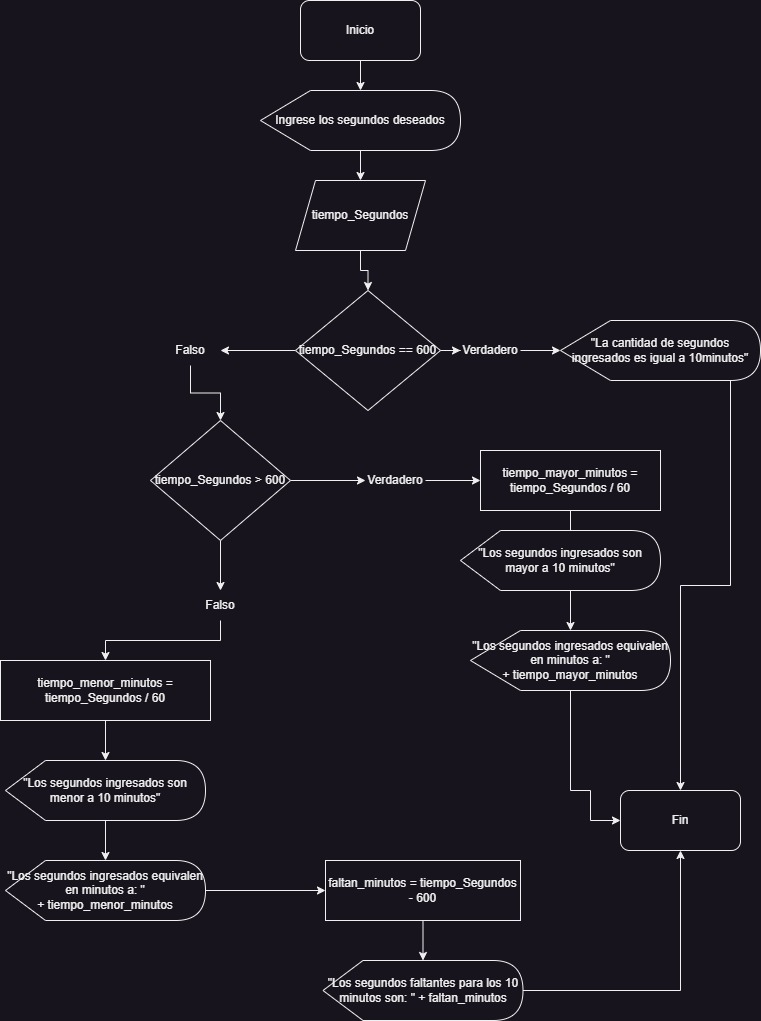 Inicio
Ingrese los segundos deseados
tiempo_Segundos
Falso
tiempo_Segundos == 600
Verdadero
"La cantidad de segundos
ingresados es igual a 10minutos"
tiempo_Segundos > 600
Verdadero
tiempo_mayor_minutos =
tiempo_Segundos / 60
"Los segundos ingresados son
mayor a 10 minutos"
Falso
"Los segundos ingresados equivalen
en minutos a: "
+ tiempo_mayor_minutos
tiempo_menor_minutos =
tiempo_Segundos / 60
"Los segundos ingresados son
menor a 10 minutos"
Fin
"Los segundos ingresados equivalen
en minutos a: "
+ tiempo_menor_minutos
faltan_minutos = tiempo_Segundos
- 600
"Los segundos faltantes para los 10
minutos son: " + faltan_minutos